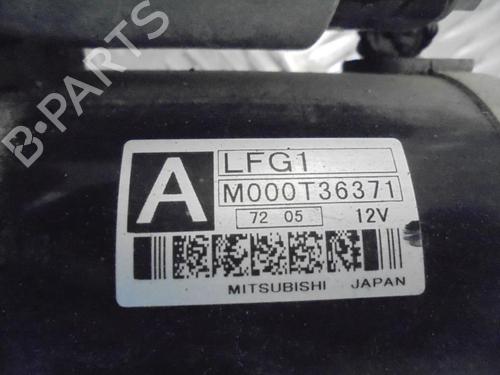 B-PARTS
A
LFG1
M000T36371
72 05 12V
MITSUBISHI JAPAN